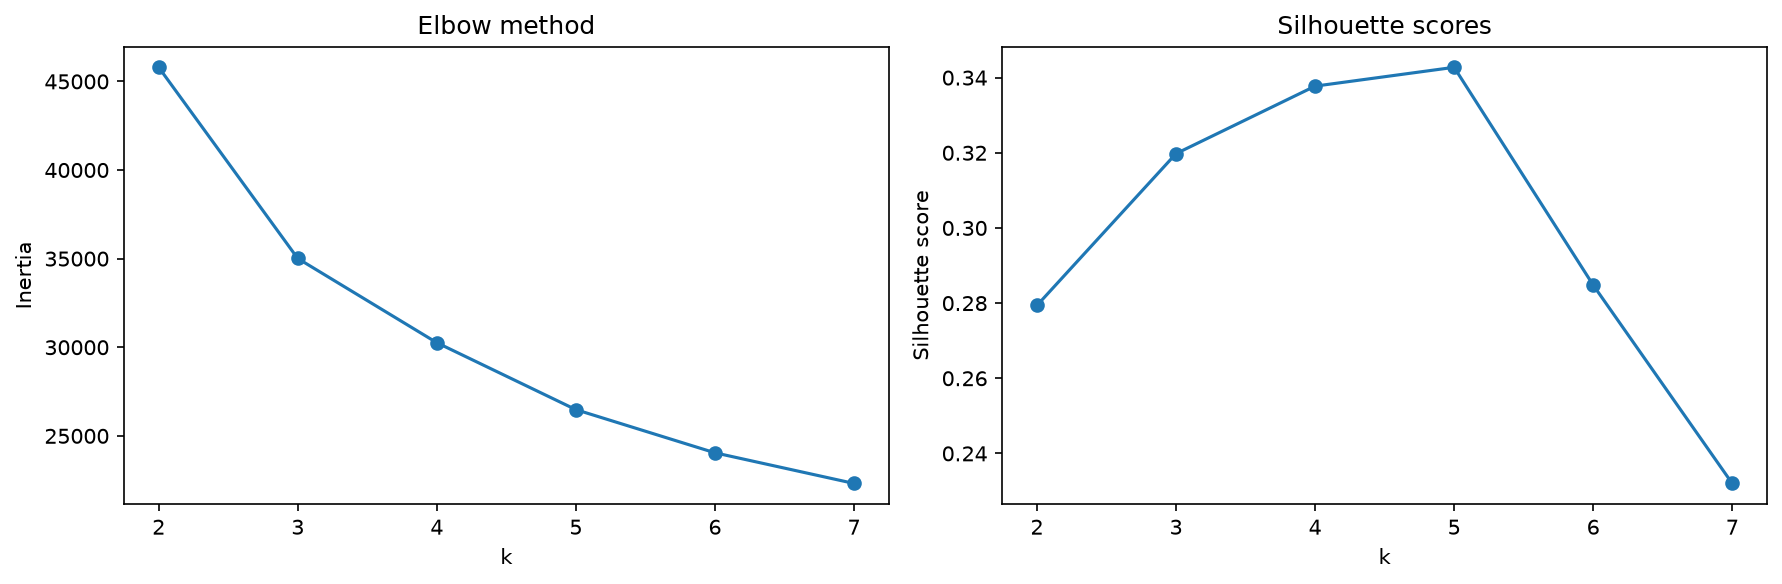 Elbow method
45000
40000
35000
30000
25000
Inertia
2 3 4 5 6 7
k
Silhouette scores
0.34
0.32
0.30
0.28
0.26
0.24
Silhouette score
2 3 4 5 6 7
k